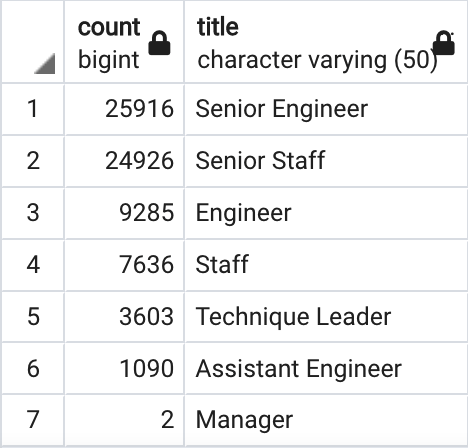 count title
bigint character varying (50)
1 25916 Senior Engineer
2 24926 Senior Staff
3 9285 Engineer
4 7636 Staff
5 3603 Technique Leader
6 1090 Assistant Engineer
7 2 Manager